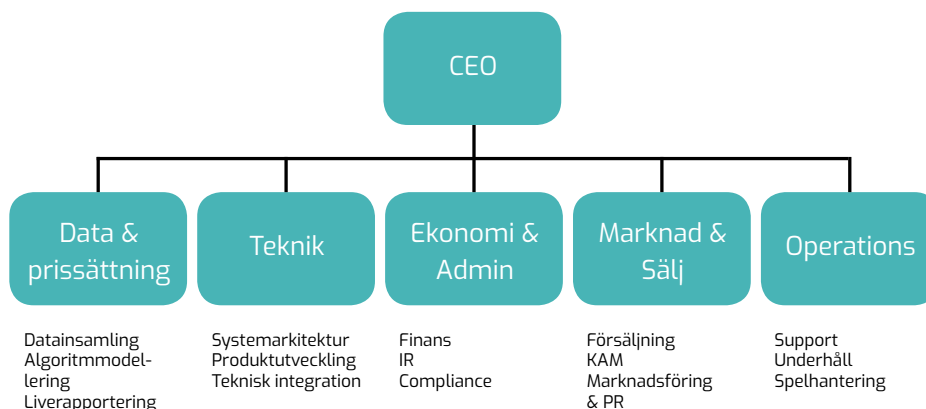 CEO
Data &
prissättning
Teknik
Ekonomi &
Admin
Marknad &
Sälj
Operations
Datainsamling
Algoritmmodel-
lering
Liverapportering
Systemarkitektur
Produktutveckling
Teknisk integration
Finans
IR
Compliance
Försäljning
KAM
Marknadsföring
& PR
Support
Underhåll
Spelhantering